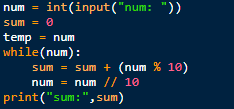 num = int(input("num: "))
sum = 0
temp = num
while(num):
    sum = sum + (num % 10)
    num = num // 10
print("sum:",sum)